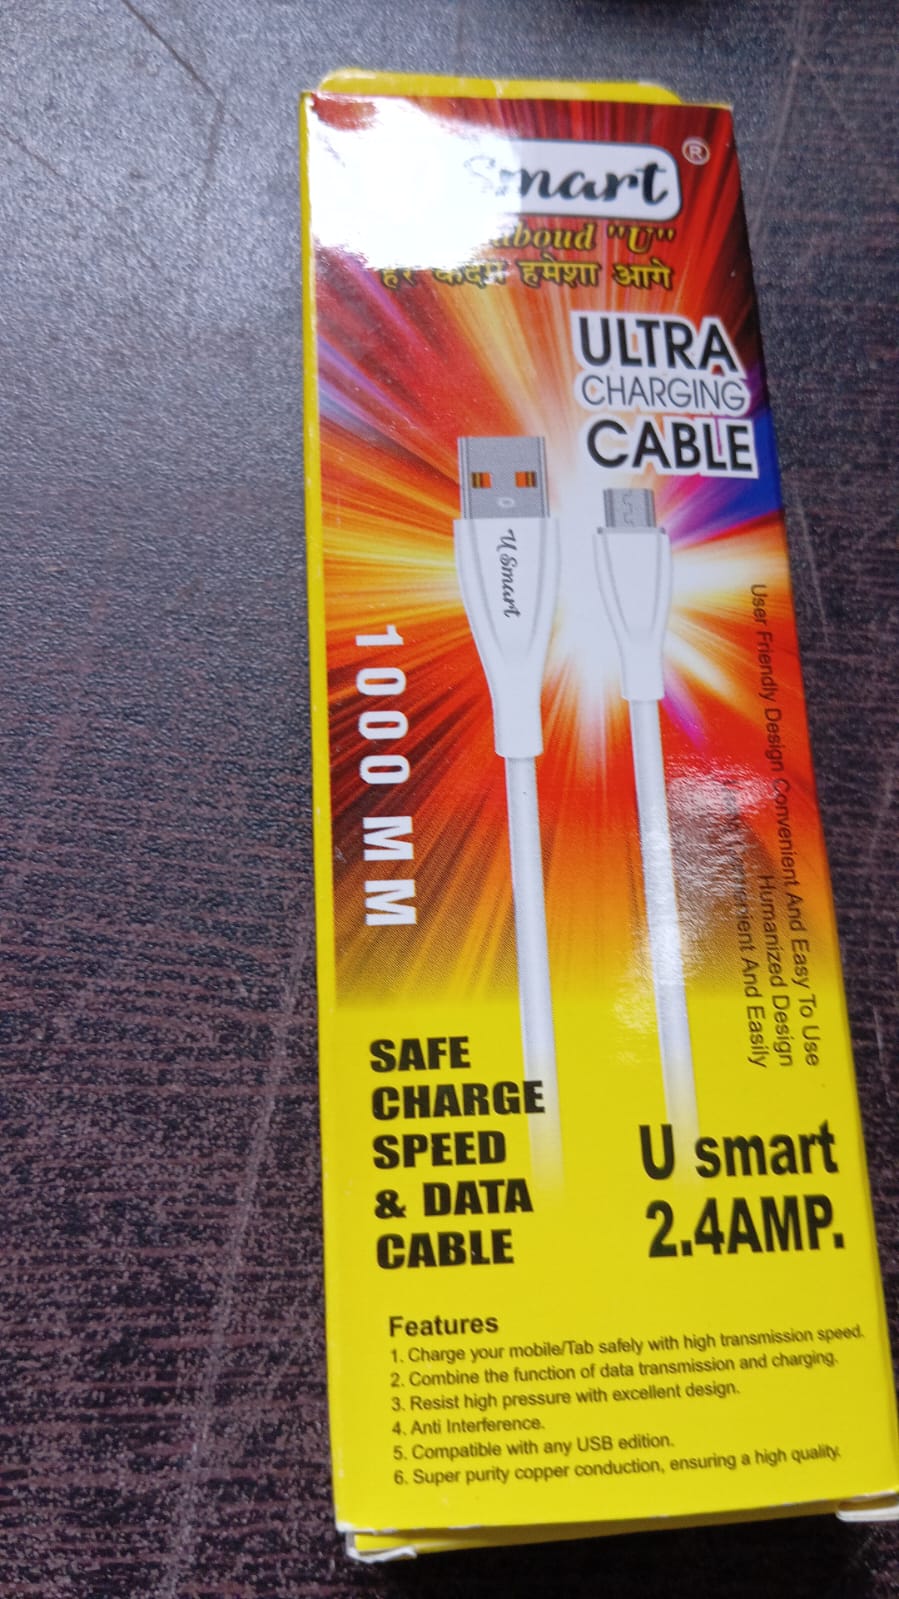 Smart ®
aboud "U"
हर कदम हमेशा आगे
ULTRA
CHARGING
CABLE
U Smart
1000 MM
User Friendly Design Convenient And Easy To Use
Humanized Design
And Easily
SAFE
CHARGE
SPEED
& DATA
CABLE
U smart
2.4AMP.
Features
1. Charge your mobile/Tab safely with high transmission speed.
2. Combine the function of data transmission and charging.
3. Resist high pressure with excellent design.
4. Anti Interference.
5. Compatible with any USB edition.
6. Super purity copper conduction, ensuring a high quality.